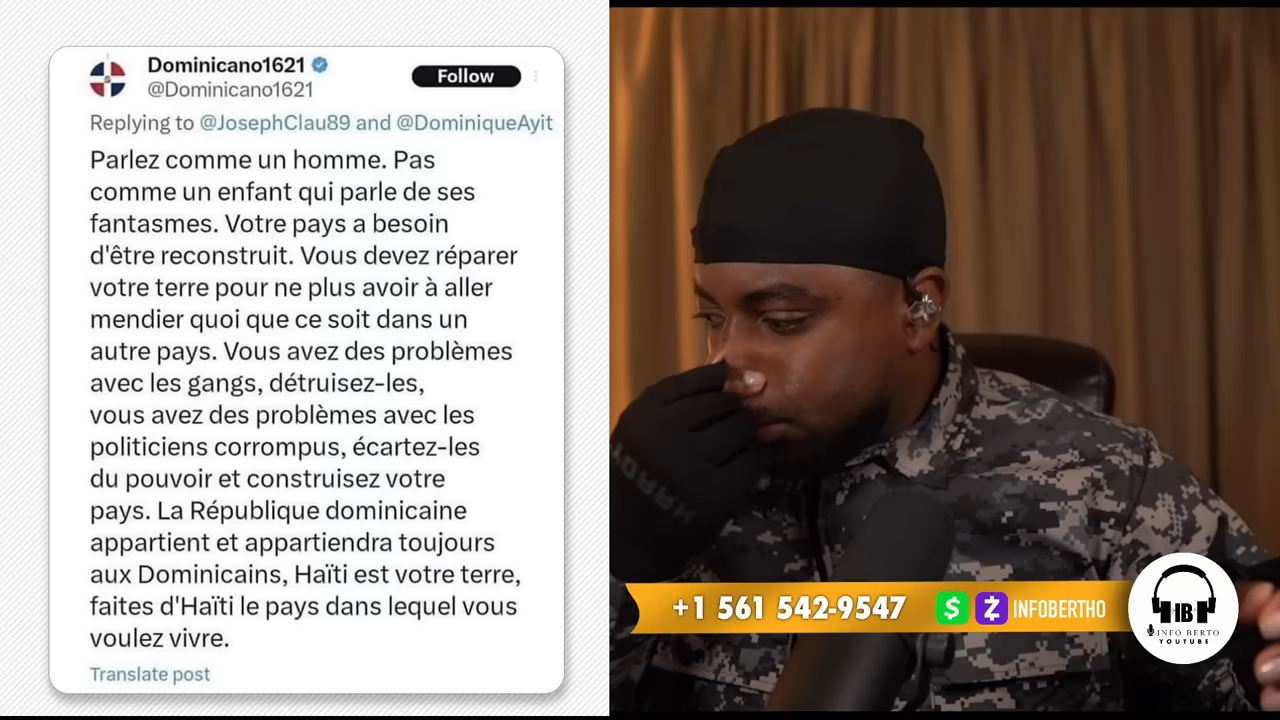 Dominicano1621
@Dominicano1621
Follow
Replying to @JosephClau89 and @DominiqueAyit
Parlez comme un homme. Pas
comme un enfant qui parle de ses
fantasmes. Votre pays a besoin
d'être reconstruit. Vous devez réparer
votre terre pour ne plus avoir à aller
mendier quoi que ce soit dans un
autre pays. Vous avez des problèmes
avec les gangs, détruisez-les,
vous avez des problèmes avec les
politiciens corrompus, écartez-les
du pouvoir et construisez votre
pays. La République dominicaine
appartient et appartiendra toujours
aux Dominicains, Haïti est votre terre,
faites d'Haïti le pays dans lequel vous
voulez vivre.
Translate post
+1 561 542-9547 $ INFOBERTHO
IB
INFO BERTO
YOUTUBE